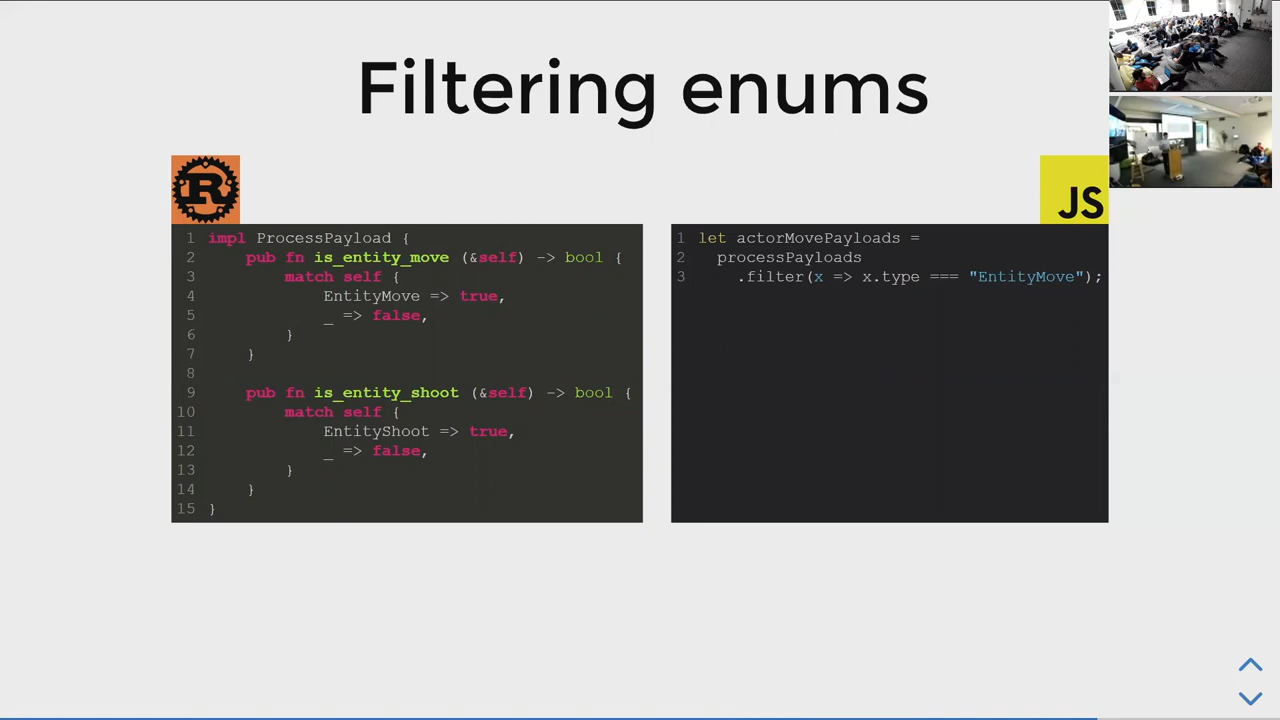 Filtering enums
R
JS
1 impl ProcessPayload {
2     pub fn is_entity_move (&self) -> bool {
3         match self {
4             EntityMove => true,
5             _ => false,
6         }
7     }
8
9     pub fn is_entity_shoot (&self) -> bool {
10         match self {
11             EntityShoot => true,
12             _ => false,
13         }
14     }
15 }
1 let actorMovePayloads =
2   processPayloads
3     .filter(x => x.type === "EntityMove");